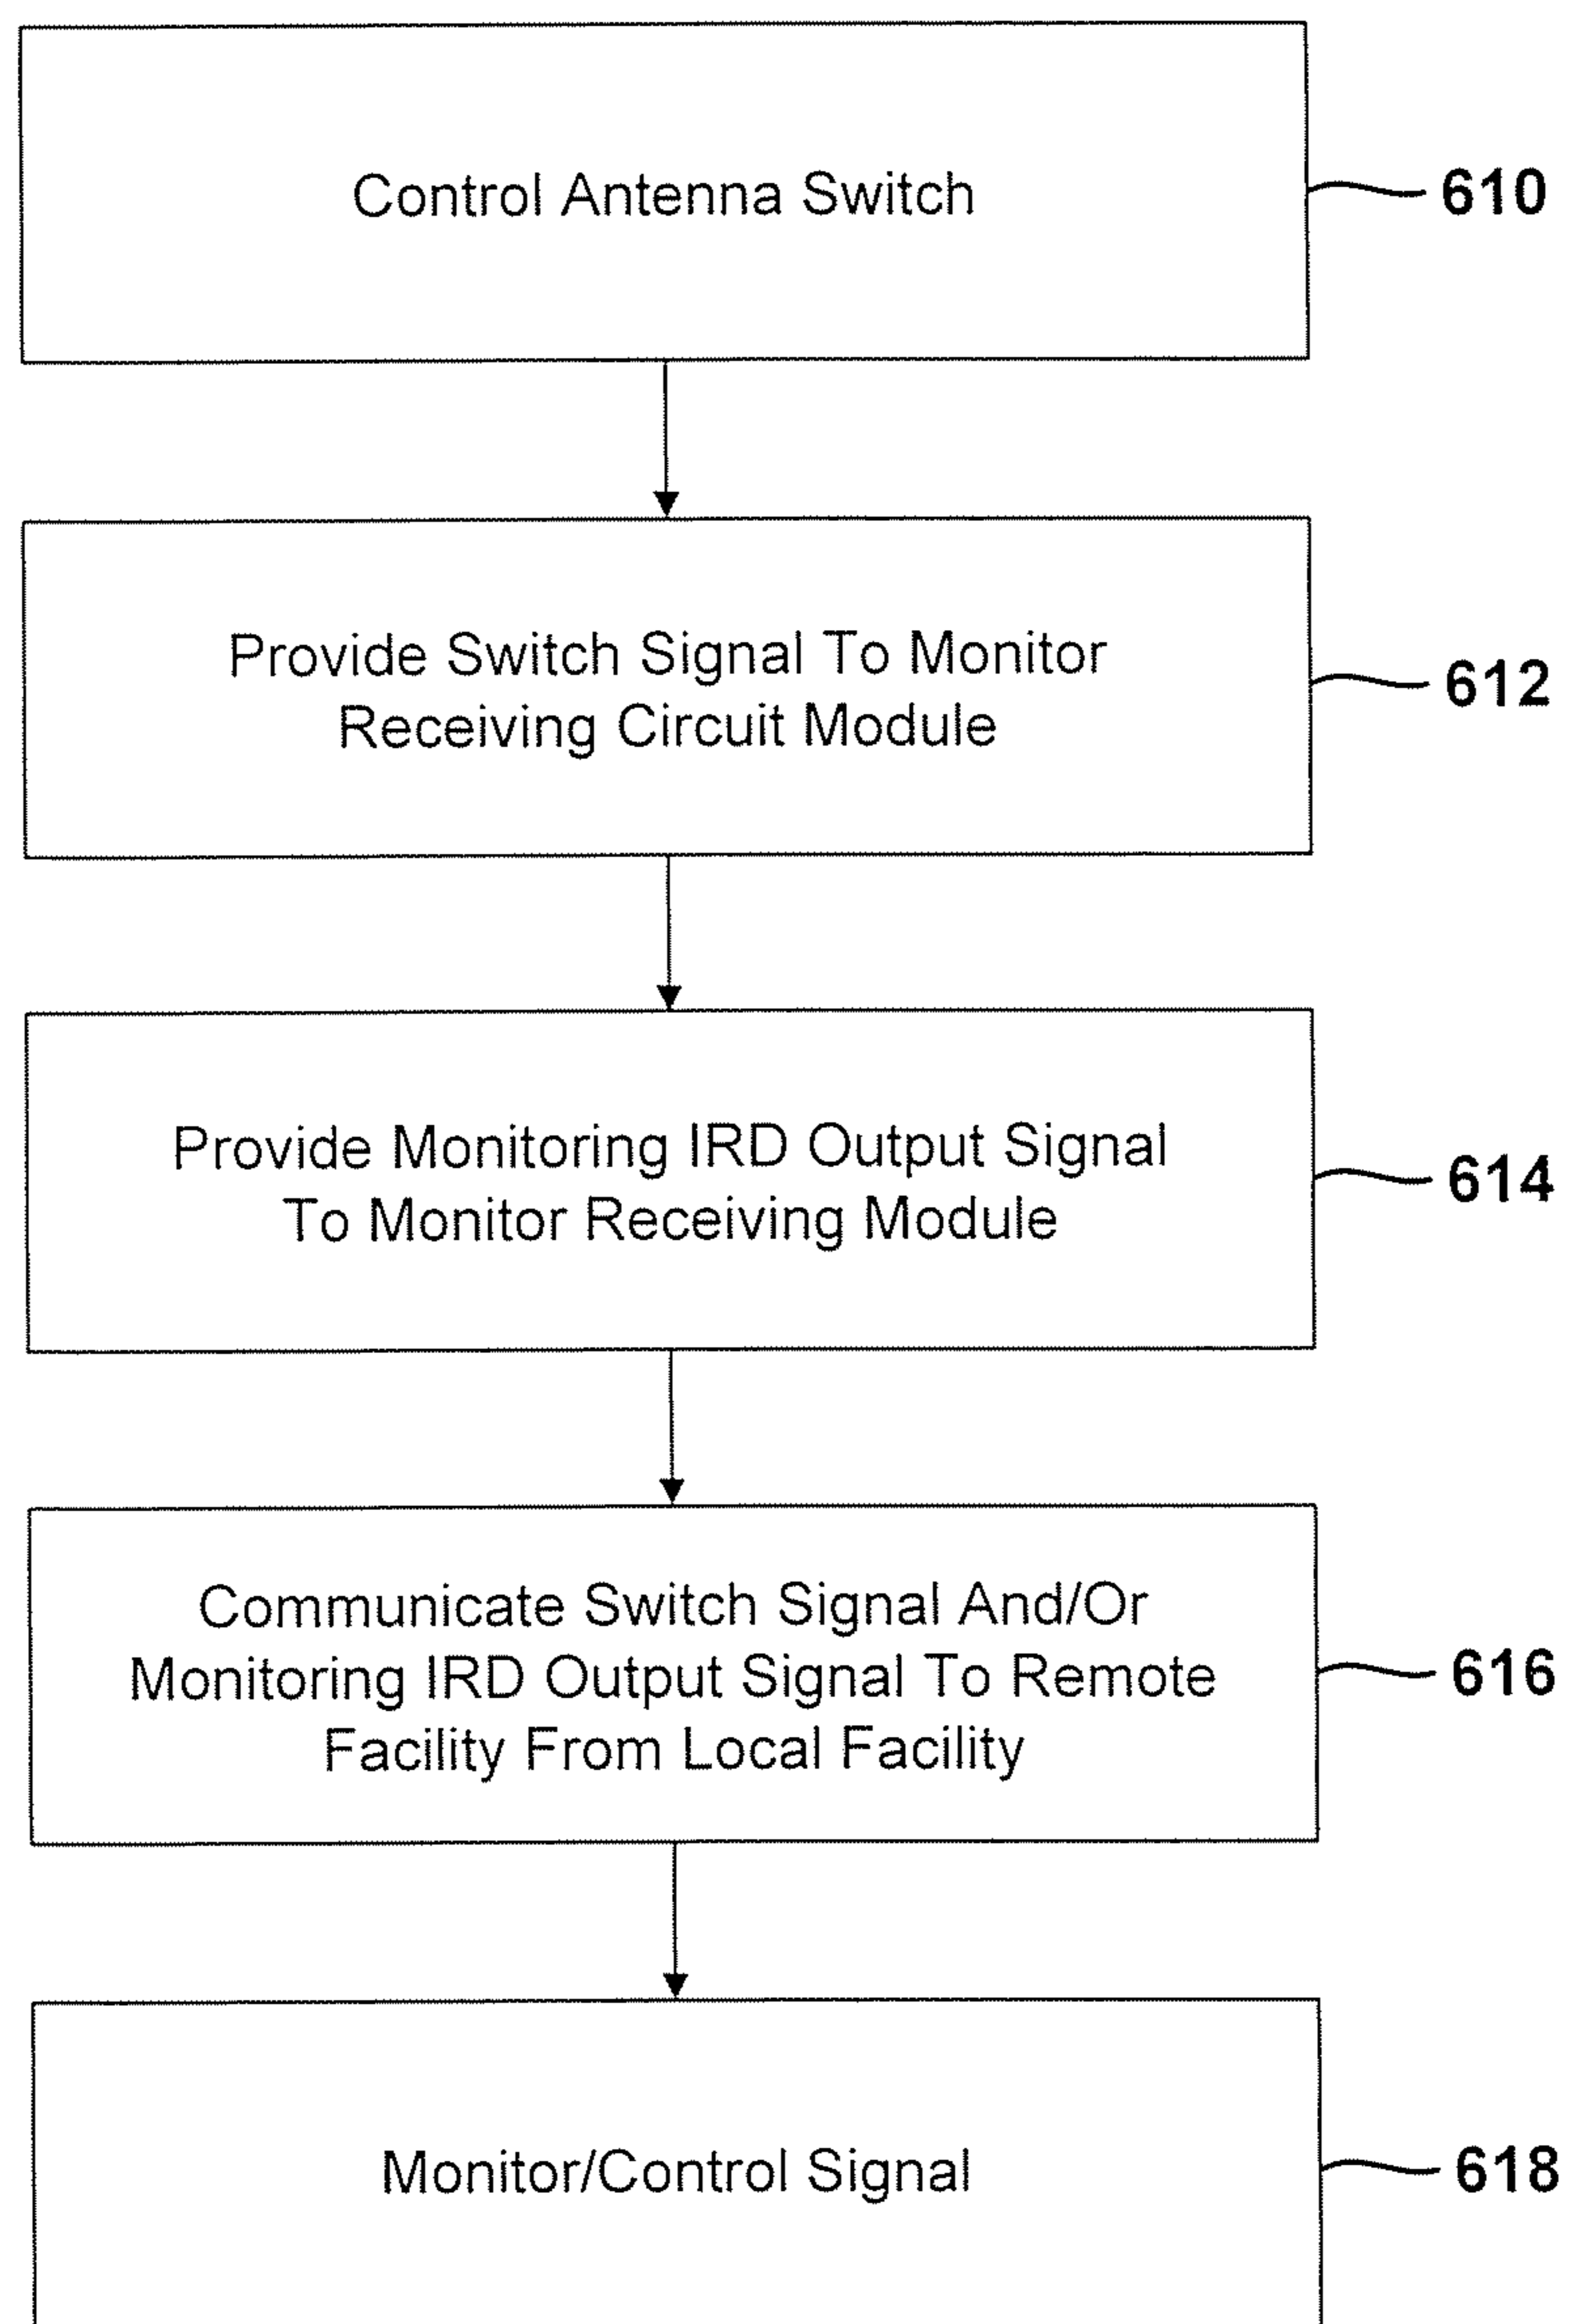 Control Antenna Switch
610
Provide Switch Signal To Monitor
Receiving Circuit Module
612
Provide Monitoring IRD Output Signal
To Monitor Receiving Module
614
Communicate Switch Signal And/Or
Monitoring IRD Output Signal To Remote
Facility From Local Facility
616
Monitor/Control Signal
618